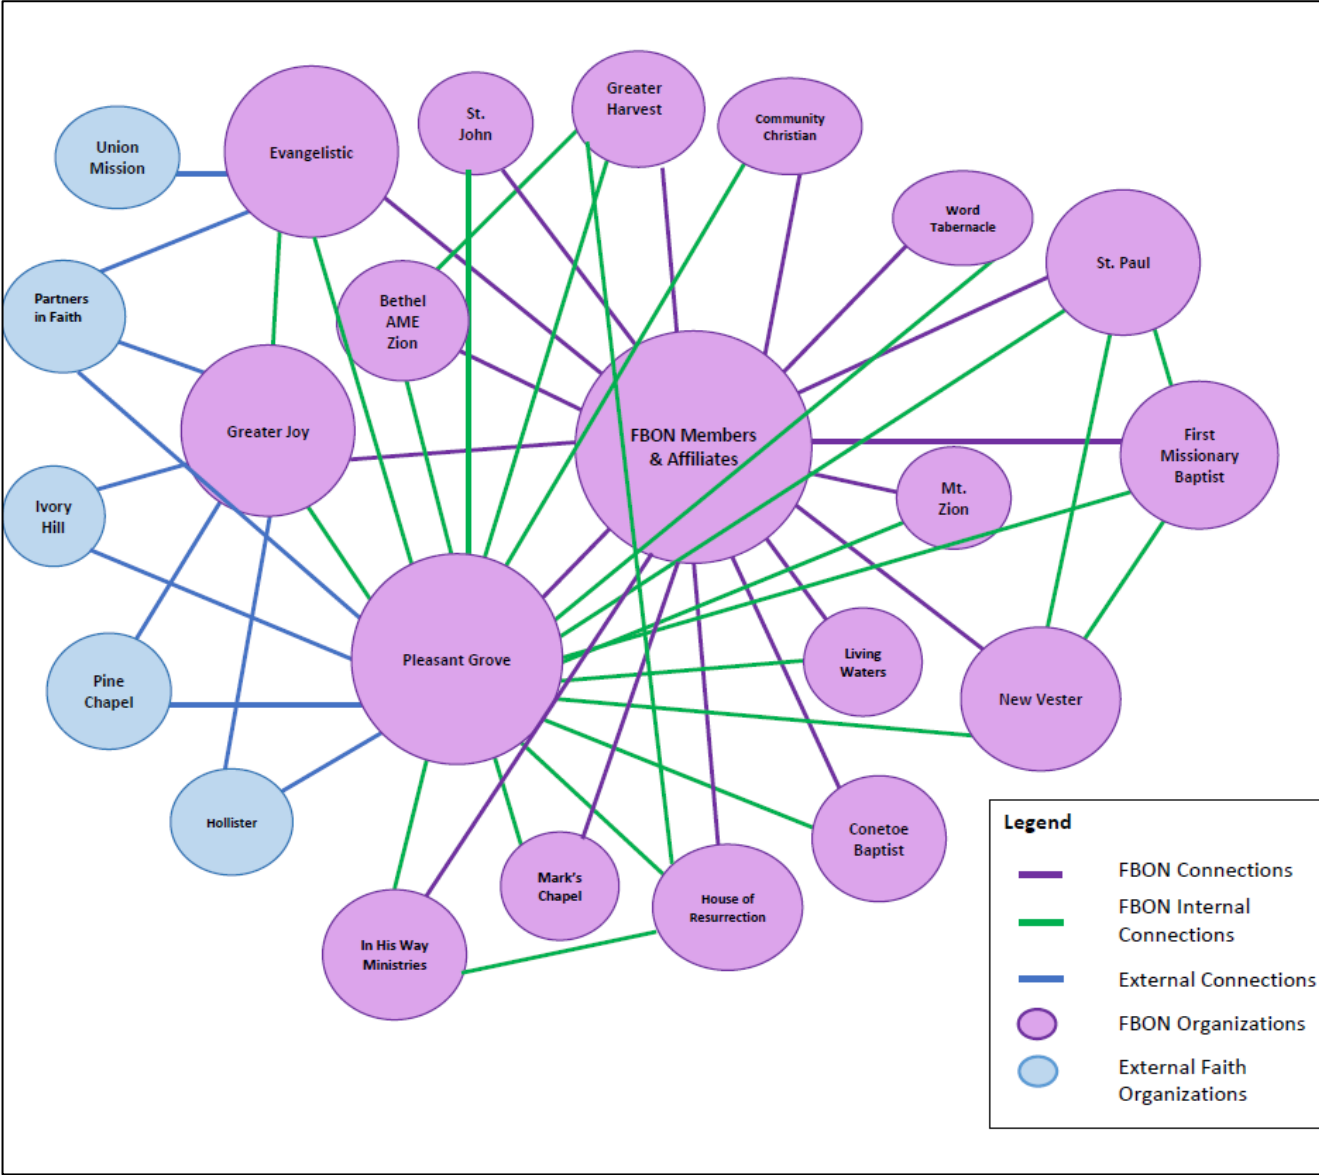 Greater
Harvest
St.
John
Community
Christian
Union
Mission
Evangelistic
Word
Tabernacle
St. Paul
Partners
in Faith
Bethel
AME
Zion
Greater Joy
FBON Members
& Affiliates
First
Missionary
Baptist
Mt.
Zion
Ivory
Hill
Pleasant Grove
Living
Waters
Pine
Chapel
New Vester
Hollister
Conetoe
Baptist
Mark's
Chapel
House of
Resurrection
In His Way
Ministries
Legend
FBON Connections
FBON Internal
Connections
External Connections
FBON Organizations
External Faith
Organizations